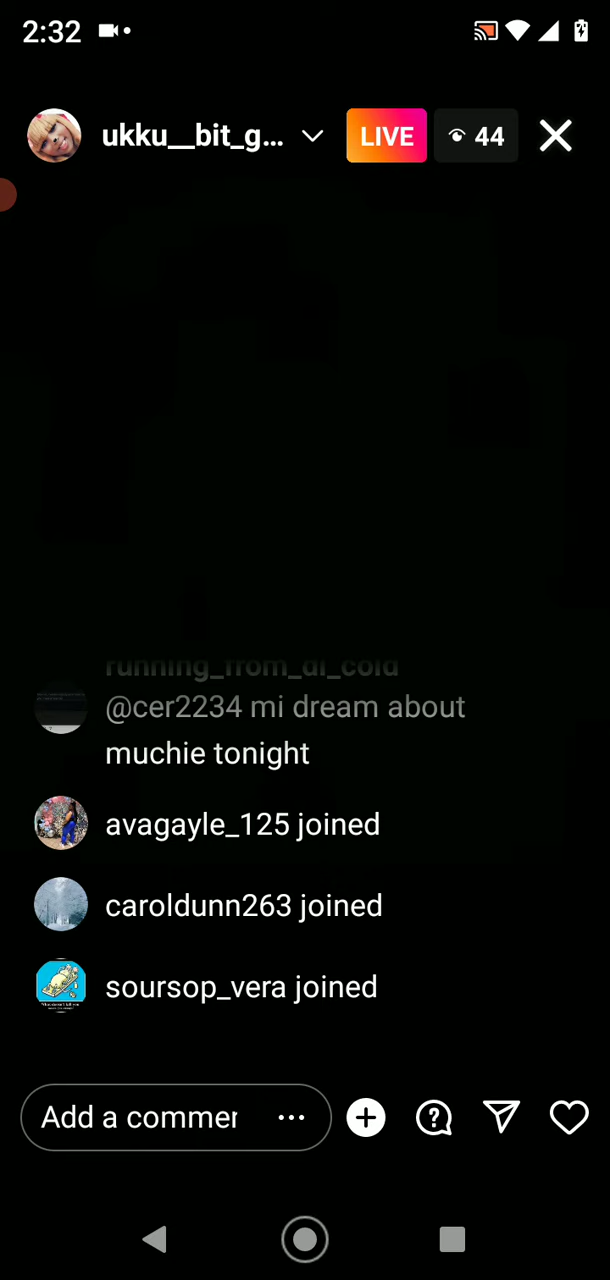 2:32
ukku__bit_g... LIVE 44
running_from_di_cold
@cer2234 mi dream about
muchie tonight
avagayle_125 joined
caroldunn263 joined
soursop_vera joined
Add a commer